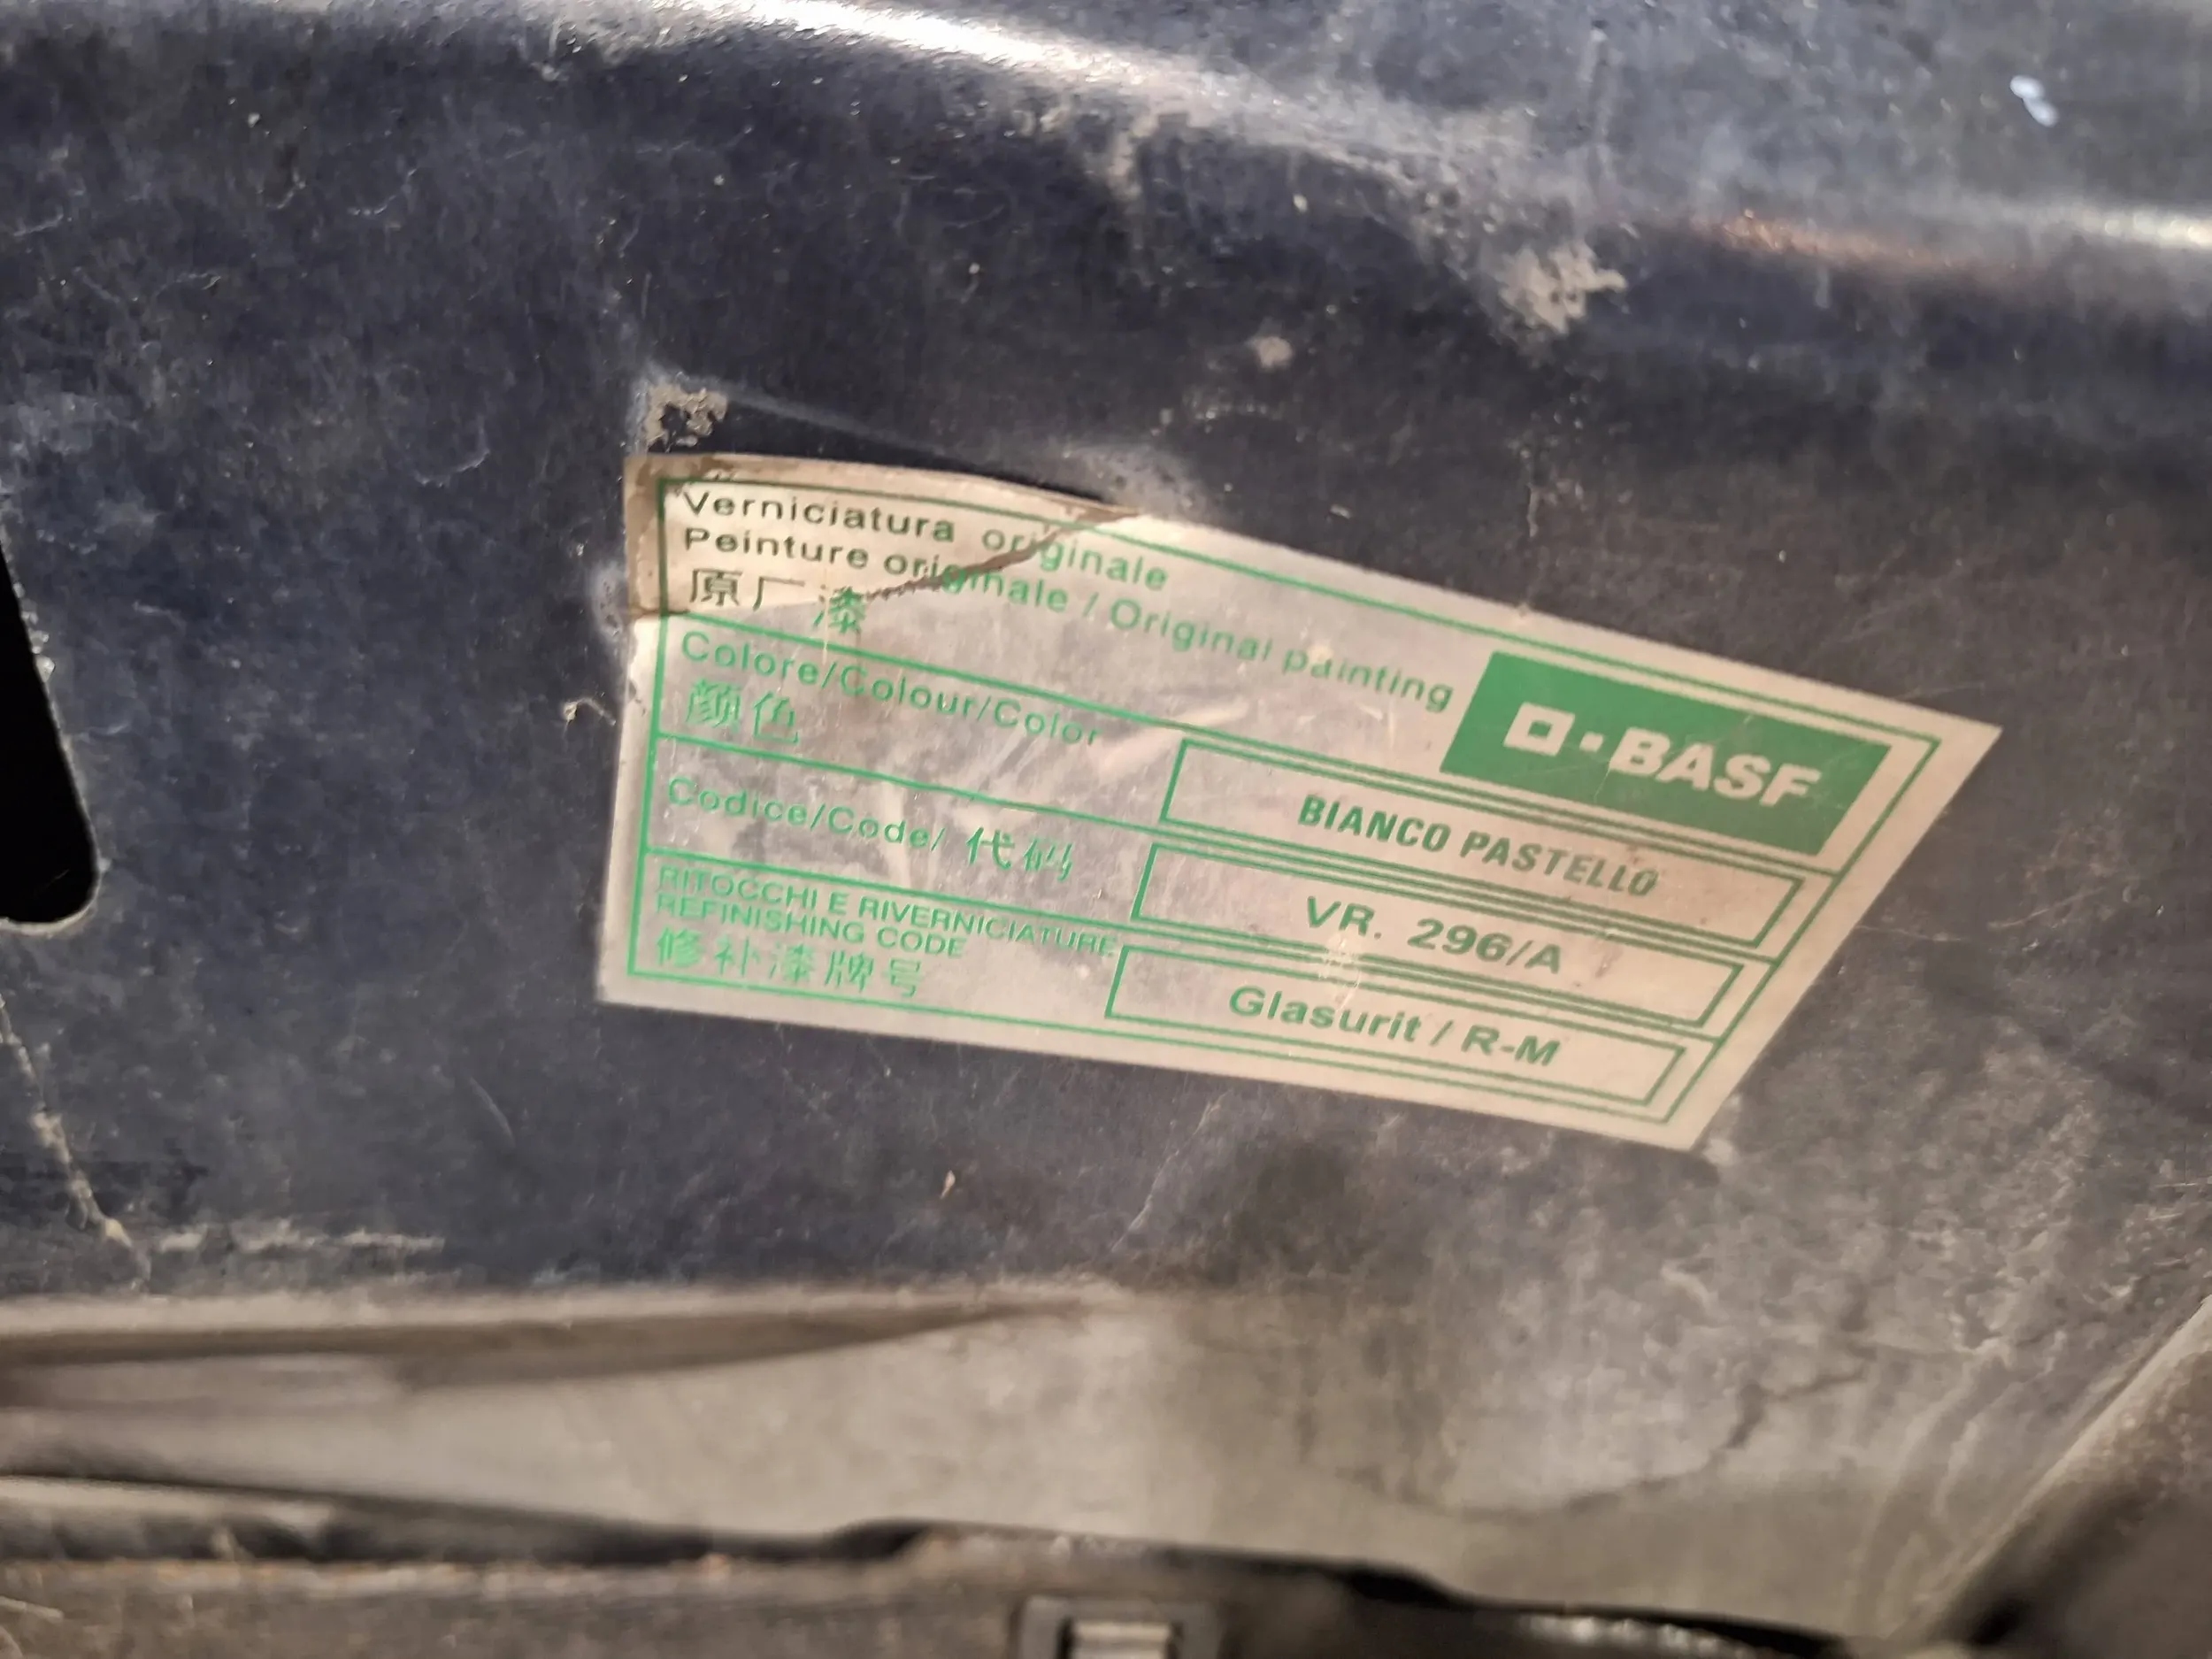 Verniciatura originale
Peinture originale / Original painting
原厂漆
BASF
Colore/Colour/Color
颜色
BIANCO PASTELLO
Codice/Code/ 代码
VR. 296/A
RITOCCHI E RIVERNICIATURE
REFINISHING CODE
修补漆牌号
Glasurit / R-M